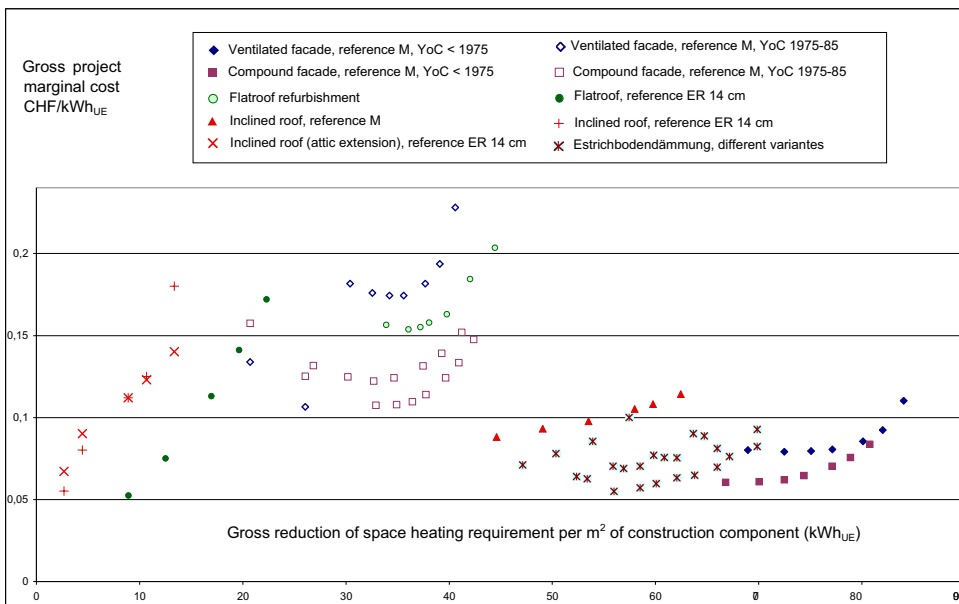 Gross project
marginal cost
CHF/kWhUE
Ventilated facade, reference M, YoC < 1975
Ventilated facade, reference M, YOC 1975-85
Compound facade, reference M, YoC < 1975
Compound facade, reference M, YOC 1975-85
Flatroof refurbishment
Flatroof, reference ER 14 cm
Inclined roof, reference M
Inclined roof, reference ER 14 cm
Inclined roof (attic extension), reference ER 14 cm
Estrichbodendämmung, different variantes
0,2
0,15
0,1
0,05
0
Gross reduction of space heating requirement per m² of construction component (kWhUE)
0 10 20 30 40 50 60 70 80